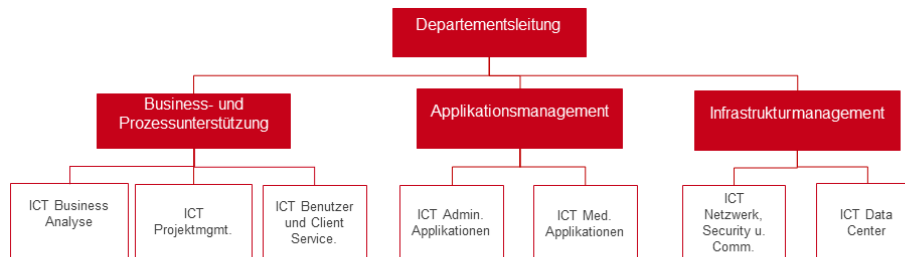 Departementsleitung
Business- und
Prozessunterstützung
Applikationsmanagement
Infrastrukturmanagement
ICT Business
Analyse
ICT
Projektmgmt.
ICT Benutzer
und Client
Service.
ICT Admin.
Applikationen
ICT Med.
Applikationen
ICT
Netzwerk,
Security u.
Comm.
ICT Data
Center